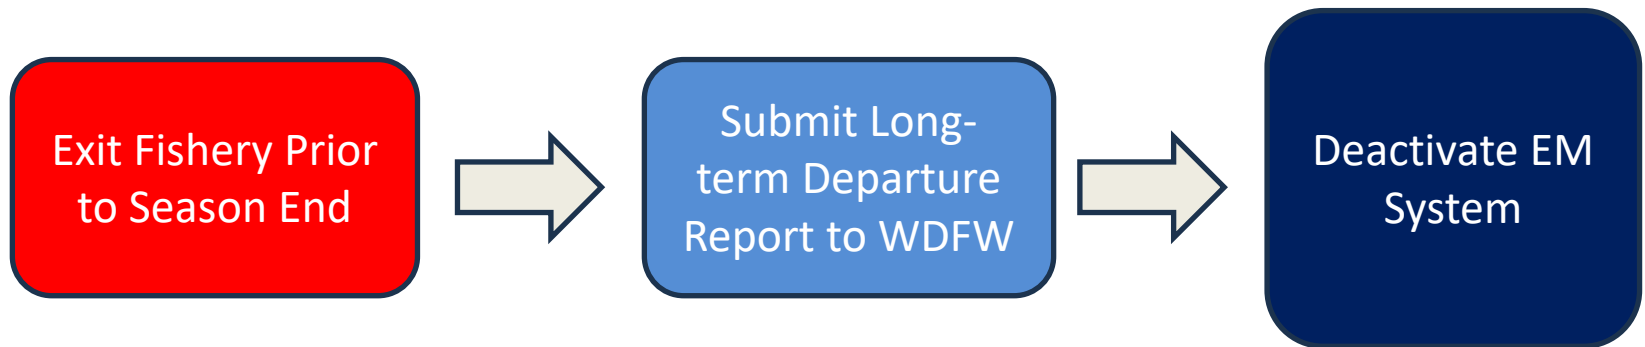 Exit Fishery Prior
to Season End
Submit Long-
term Departure
Report to WDFW
Deactivate EM
System